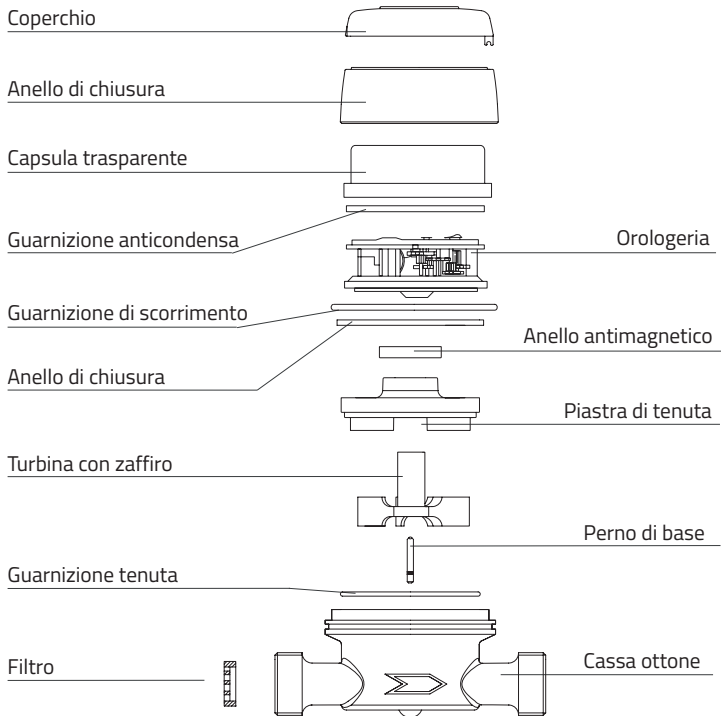 Coperchio
Anello di chiusura
Capsula trasparente
Guarnizione anticondensa
Orologeria
Guarnizione di scorrimento
Anello antimagnetico
Anello di chiusura
Piastra di tenuta
Turbina con zaffiro
Perno di base
Guarnizione tenuta
Filtro
Cassa ottone